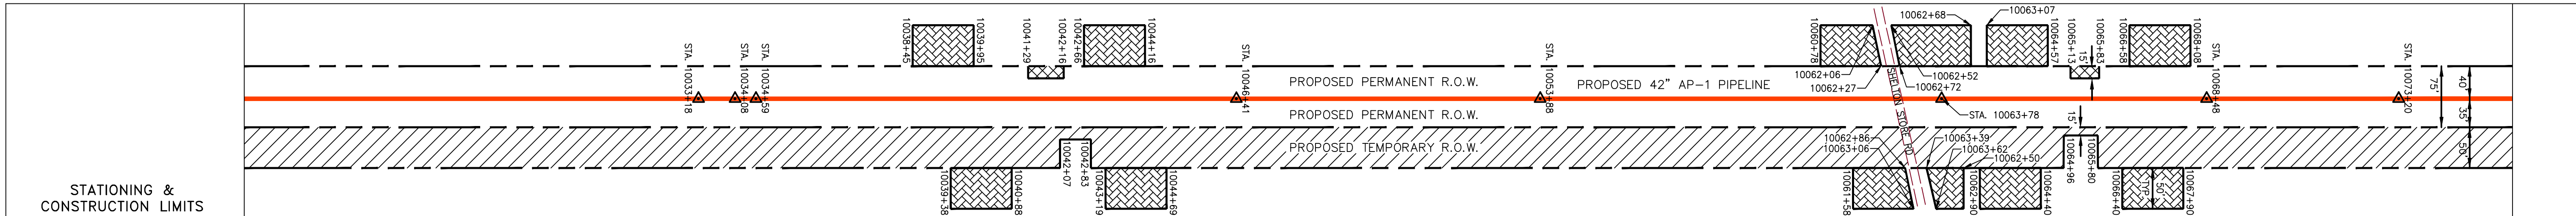 STATIONING &
CONSTRUCTION LIMITS
STA. 10033+18
STA. 10034+08
STA. 10034+59
10038+45
10039+95
10041+29
10042+16
10042+66
10044+16
STA. 10046+41
STA. 10053+88
10060+78
10062+06
10062+27
10062+68
10062+52
10062+72
10063+07
10064+57
10065+13
10065+83
15'
10066+58
10068+08
STA. 10068+48
STA. 10073+20
75'
40'
35'
50'
PROPOSED PERMANENT R.O.W.
PROPOSED 42" AP-1 PIPELINE
PROPOSED PERMANENT R.O.W.
PROPOSED TEMPORARY R.O.W.
SHELTON STORE RD
STA. 10063+78
15'
10039+38
10040+88
10042+07
10042+83
10043+19
10044+69
10061+58
10062+86
10063+06
10063+39
10063+62
10062+50
10062+90
10064+40
10064+96
10065+80
10066+40
50'
TYP.
10067+90